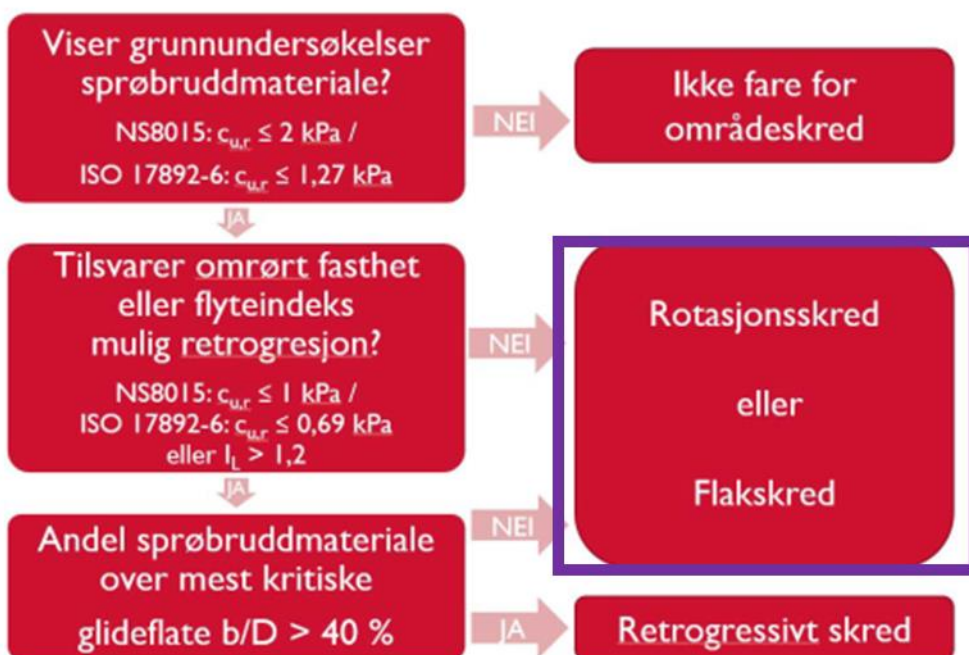 Viser grunnundersøkelser
sprøbruddmateriale?
NS8015: cu,r ≤ 2 kPa /
ISO 17892-6: cu,r ≤ 1,27 kPa
NEI
Ikke fare for
områdeskred
JA
Tilsvarer omrørt fasthet
eller flyteindeks
mulig retrogresjon?
NS8015: cu,r ≤ 1 kPa /
ISO 17892-6: cu,r ≤ 0,69 kPa
eller IL > 1,2
NEI
Rotasjonsskred
eller
Flakskred
JA
Andel sprøbruddmateriale
over mest kritiske
glideflate b/D > 40 %
NEI
JA
Retrogressivt skred